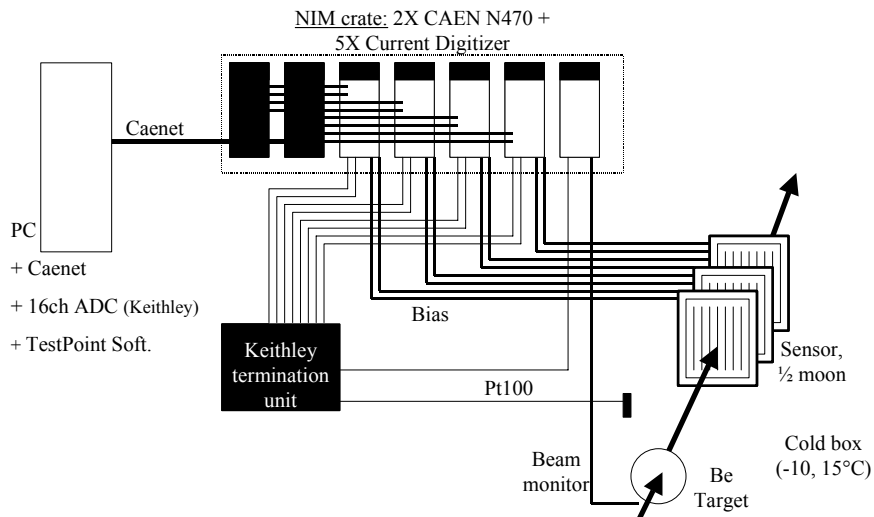 NIM crate: 2X CAEN N470 +
5X Current Digitizer
Caenet
PC
+ Caenet
+ 16ch ADC (Keithley)
+ TestPoint Soft.
Bias
Keithley
termination
unit
Pt100
Sensor,
½ moon
Beam
monitor
Be
Target
Cold box
(-10, 15°C)